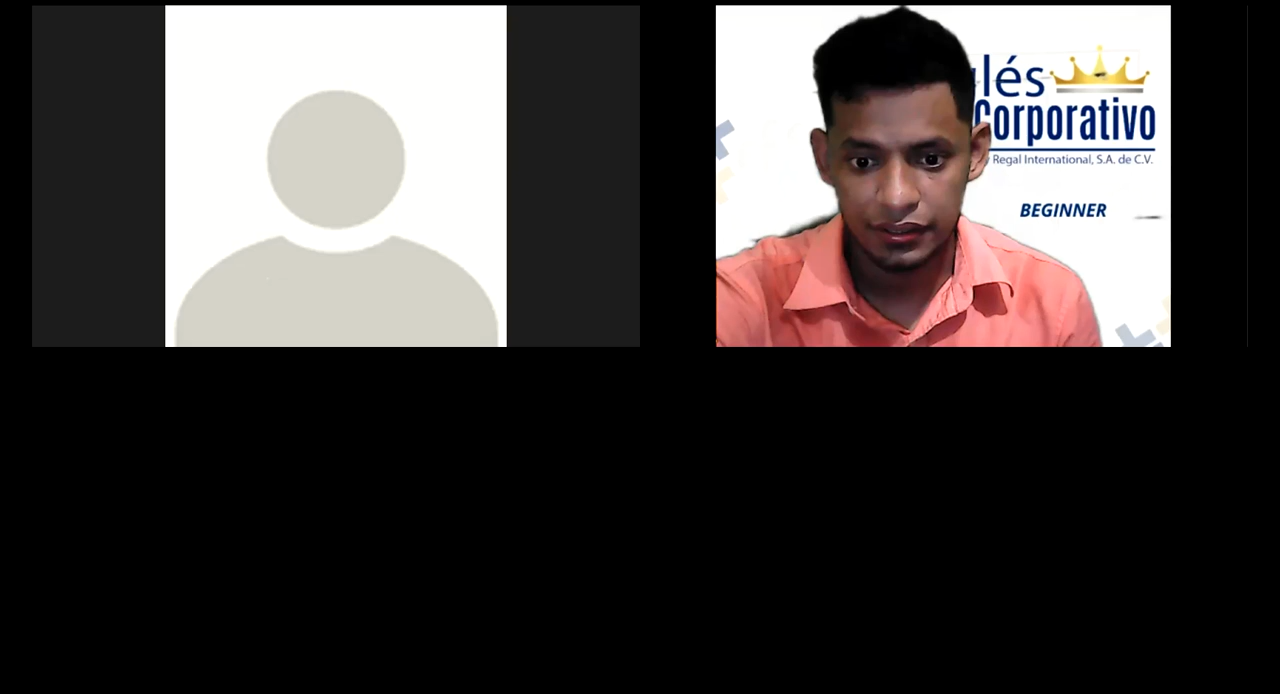 lés
Corporativo
y Regal International, S.A. de C.V.
BEGINNER